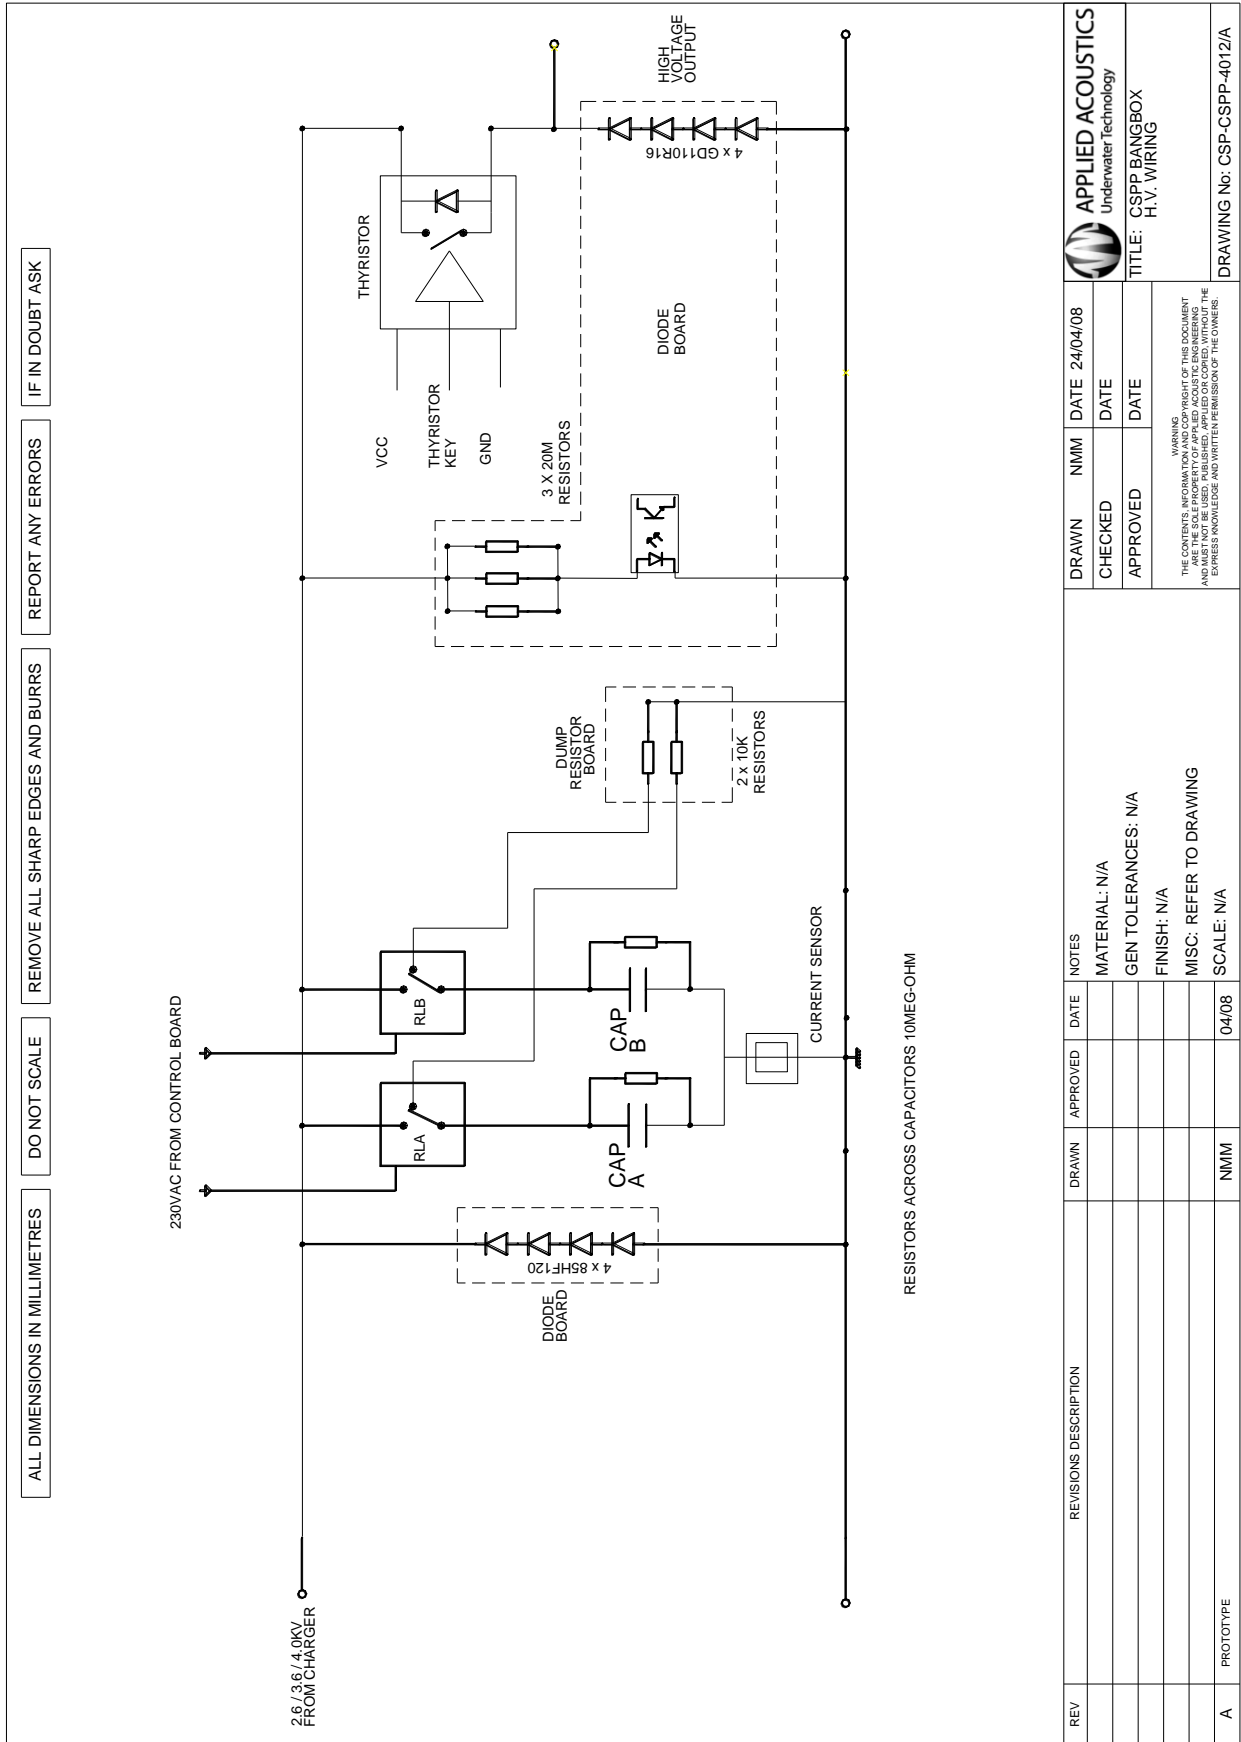 ALL DIMENSIONS IN MILLIMETRES
DO NOT SCALE
REMOVE ALL SHARP EDGES AND BURRS
REPORT ANY ERRORS
IF IN DOUBT ASK
230VAC FROM CONTROL BOARD
2.6 / 3.6 / 4.0KV
FROM CHARGER
DIODE
BOARD
4 x 85HF120
RLA
RLB
CAP
A
CAP
B
CURRENT SENSOR
RESISTORS ACROSS CAPACITORS 10MEG-OHM
DUMP
RESISTOR
BOARD
2 x 10K
RESISTORS
3 X 20M
RESISTORS
VCC
THYRISTOR
KEY
GND
THYRISTOR
DIODE
BOARD
4 x GD110R16
HIGH
VOLTAGE
OUTPUT
REV
REVISIONS DESCRIPTION
DRAWN
APPROVED
DATE
A
PROTOTYPE
NMM
04/08
NOTES
MATERIAL: N/A
GEN TOLERANCES: N/A
FINISH: N/A
MISC: REFER TO DRAWING
SCALE: N/A
DRAWN NMM DATE 24/04/08
CHECKED DATE
APPROVED DATE
WARNING
THE CONTENTS, INFORMATION AND COPYRIGHT OF THIS DOCUMENT
ARE THE SOLE PROPERTY OF APPLIED ACOUSTIC ENGINEERING
AND MUST NOT BE USED, PUBLISHED, APPLIED OR COPIED, WITHOUT THE
EXPRESS KNOWLEDGE AND WRITTEN PERMISSION OF THE OWNERS.
APPLIED ACOUSTICS
Underwater Technology
TITLE: CSPP BANGBOX
H.V. WIRING
DRAWING No: CSP-CSPP-4012/A